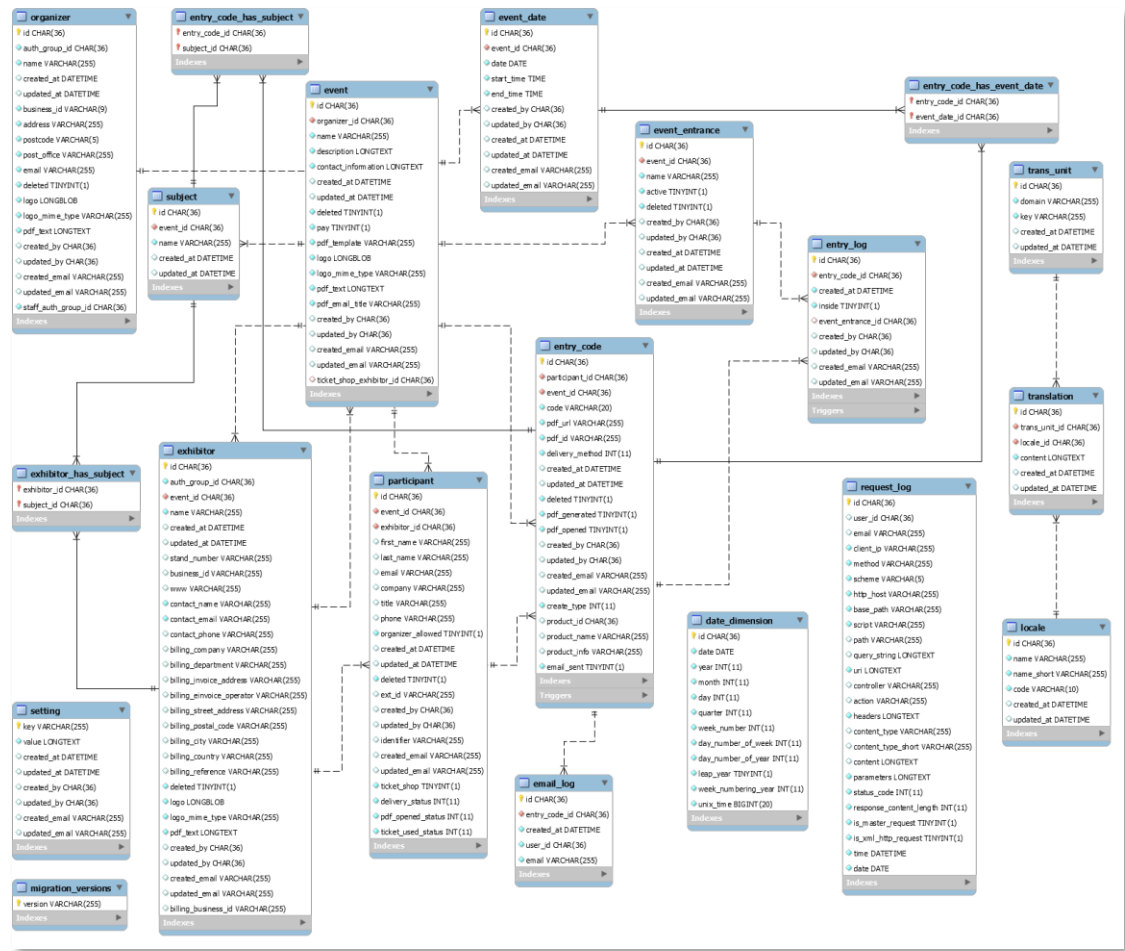 organizer
id CHAR(36)
auth_group_id CHAR(36)
name VARCHAR(255)
created_at DATETIME
updated_at DATETIME
business_id VARCHAR(9)
address VARCHAR(255)
postcode VARCHAR(5)
post_office VARCHAR(255)
email VARCHAR(255)
deleted TINYINT(1)
logo LONGBLOB
logo_mime_type VARCHAR(255)
pdf_text LONGTEXT
created_by CHAR(36)
updated_by CHAR(36)
created_email VARCHAR(255)
updated_email VARCHAR(255)
staff_auth_group_id CHAR(36)
Indexes
entry_code_has_subject
entry_code_id CHAR(36)
subject_id CHAR(36)
Indexes
subject
id CHAR(36)
event_id CHAR(36)
name VARCHAR(255)
created_at DATETIME
updated_at DATETIME
Indexes
event
id CHAR(36)
organizer_id CHAR(36)
name VARCHAR(255)
description LONGTEXT
contact_information LONGTEXT
created_at DATETIME
updated_at DATETIME
deleted TINYINT(1)
pay TINYINT(1)
pdf_template VARCHAR(255)
logo LONGBLOB
logo_mime_type VARCHAR(255)
pdf_text LONGTEXT
pdf_email_title VARCHAR(255)
created_by CHAR(36)
updated_by CHAR(36)
created_email VARCHAR(255)
updated_email VARCHAR(255)
ticket_shop_exhibitor_id CHAR(36)
Indexes
event_date
id CHAR(36)
event_id CHAR(36)
date DATE
start_time TIME
end_time TIME
created_by CHAR(36)
updated_by CHAR(36)
created_at DATETIME
updated_at DATETIME
created_email VARCHAR(255)
updated_email VARCHAR(255)
Indexes
event_entrance
id CHAR(36)
event_id CHAR(36)
name VARCHAR(255)
active TINYINT(1)
deleted TINYINT(1)
created_by CHAR(36)
updated_by CHAR(36)
created_at DATETIME
updated_at DATETIME
created_email VARCHAR(255)
updated_email VARCHAR(255)
Indexes
entry_code_has_event_date
entry_code_id CHAR(36)
event_date_id CHAR(36)
Indexes
trans_unit
id CHAR(36)
domain VARCHAR(255)
key VARCHAR(255)
created_at DATETIME
updated_at DATETIME
Indexes
entry_log
id CHAR(36)
entry_code_id CHAR(36)
created_at DATETIME
inside TINYINT(1)
event_entrance_id CHAR(36)
created_by CHAR(36)
updated_by CHAR(36)
created_email VARCHAR(255)
updated_email VARCHAR(255)
Indexes
Triggers
entry_code
id CHAR(36)
participant_id CHAR(36)
event_id CHAR(36)
code VARCHAR(20)
pdf_url VARCHAR(255)
pdf_id VARCHAR(255)
delivery_method INT(11)
created_at DATETIME
updated_at DATETIME
deleted TINYINT(1)
pdf_generated TINYINT(1)
pdf_opened TINYINT(1)
created_by CHAR(36)
updated_by CHAR(36)
created_email VARCHAR(255)
updated_email VARCHAR(255)
create_type INT(11)
product_id CHAR(36)
product_name VARCHAR(255)
product_info VARCHAR(255)
email_sent TINYINT(1)
Indexes
Triggers
translation
id CHAR(36)
trans_unit_id CHAR(36)
locale_id CHAR(36)
content LONGTEXT
created_at DATETIME
updated_at DATETIME
Indexes
exhibitor_has_subject
exhibitor_id CHAR(36)
subject_id CHAR(36)
Indexes
exhibitor
id CHAR(36)
auth_group_id CHAR(36)
event_id CHAR(36)
name VARCHAR(255)
created_at DATETIME
updated_at DATETIME
stand_number VARCHAR(255)
business_id VARCHAR(255)
www VARCHAR(255)
contact_name VARCHAR(255)
contact_email VARCHAR(255)
contact_phone VARCHAR(255)
billing_company VARCHAR(255)
billing_department VARCHAR(255)
billing_invoice_address VARCHAR(255)
billing_einvoice_operator VARCHAR(255)
billing_street_address VARCHAR(255)
billing_postal_code VARCHAR(255)
billing_city VARCHAR(255)
billing_country VARCHAR(255)
billing_reference VARCHAR(255)
deleted TINYINT(1)
logo LONGBLOB
logo_mime_type VARCHAR(255)
pdf_text LONGTEXT
created_by CHAR(36)
updated_by CHAR(36)
created_email VARCHAR(255)
updated_email VARCHAR(255)
billing_business_id VARCHAR(255)
Indexes
participant
id CHAR(36)
event_id CHAR(36)
exhibitor_id CHAR(36)
first_name VARCHAR(255)
last_name VARCHAR(255)
email VARCHAR(255)
company VARCHAR(255)
title VARCHAR(255)
phone VARCHAR(255)
organizer_allowed TINYINT(1)
created_at DATETIME
updated_at DATETIME
deleted TINYINT(1)
ext_id VARCHAR(255)
created_by CHAR(36)
updated_by CHAR(36)
identifier VARCHAR(255)
created_email VARCHAR(255)
updated_email VARCHAR(255)
ticket_shop TINYINT(1)
delivery_status INT(11)
pdf_opened_status INT(11)
ticket_used_status INT(11)
Indexes
request_log
id CHAR(36)
user_id CHAR(36)
email VARCHAR(255)
client_ip VARCHAR(255)
method VARCHAR(255)
scheme VARCHAR(5)
http_host VARCHAR(255)
base_path VARCHAR(255)
script VARCHAR(255)
path VARCHAR(255)
query_string LONGTEXT
uri LONGTEXT
controller VARCHAR(255)
action VARCHAR(255)
headers LONGTEXT
content_type VARCHAR(255)
content_type_short VARCHAR(255)
content LONGTEXT
parameters LONGTEXT
status_code INT(11)
response_content_length INT(11)
is_master_request TINYINT(1)
is_xml_http_request TINYINT(1)
time DATETIME
date DATE
Indexes
date_dimension
id CHAR(36)
date DATE
year INT(11)
month INT(11)
day INT(11)
quarter INT(11)
week_number INT(11)
day_number_of_week INT(11)
day_number_of_year INT(11)
leap_year TINYINT(1)
week_numbering_year INT(11)
unix_time BIGINT(20)
Indexes
locale
id CHAR(36)
name VARCHAR(255)
name_short VARCHAR(255)
code VARCHAR(10)
created_at DATETIME
updated_at DATETIME
Indexes
setting
key VARCHAR(255)
value LONGTEXT
created_at DATETIME
updated_at DATETIME
created_by CHAR(36)
updated_by CHAR(36)
created_email VARCHAR(255)
updated_email VARCHAR(255)
Indexes
email_log
id CHAR(36)
entry_code_id CHAR(36)
created_at DATETIME
user_id CHAR(36)
email VARCHAR(255)
Indexes
migration_versions
version VARCHAR(255)
Indexes